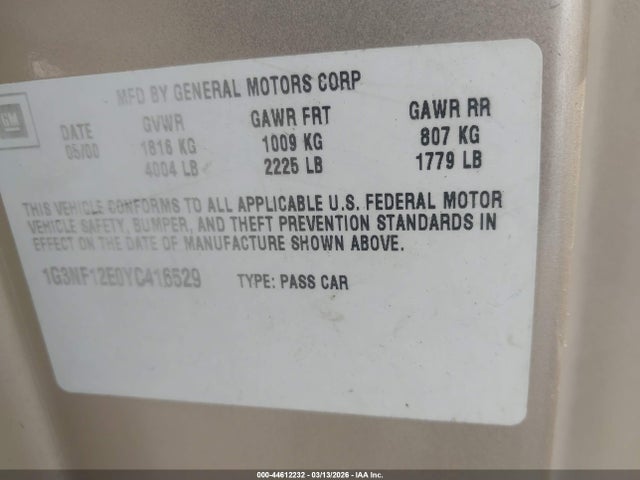 MFD BY GENERAL MOTORS CORP
GM
DATE GVWR GAWR FRT GAWR RR
05/00 1816 KG 1009 KG 807 KG
4004 LB 2225 LB 1779 LB
THIS VEHICLE CONFORMS TO ALL APPLICABLE U.S. FEDERAL MOTOR
VEHICLE SAFETY, BUMPER, AND THEFT PREVENTION STANDARDS IN
EFFECT ON THE DATE OF MANUFACTURE SHOWN ABOVE.
1G3NF12E0YC416529 TYPE: PASS CAR
000-44612232 - 03/13/2026 - IAA Inc.